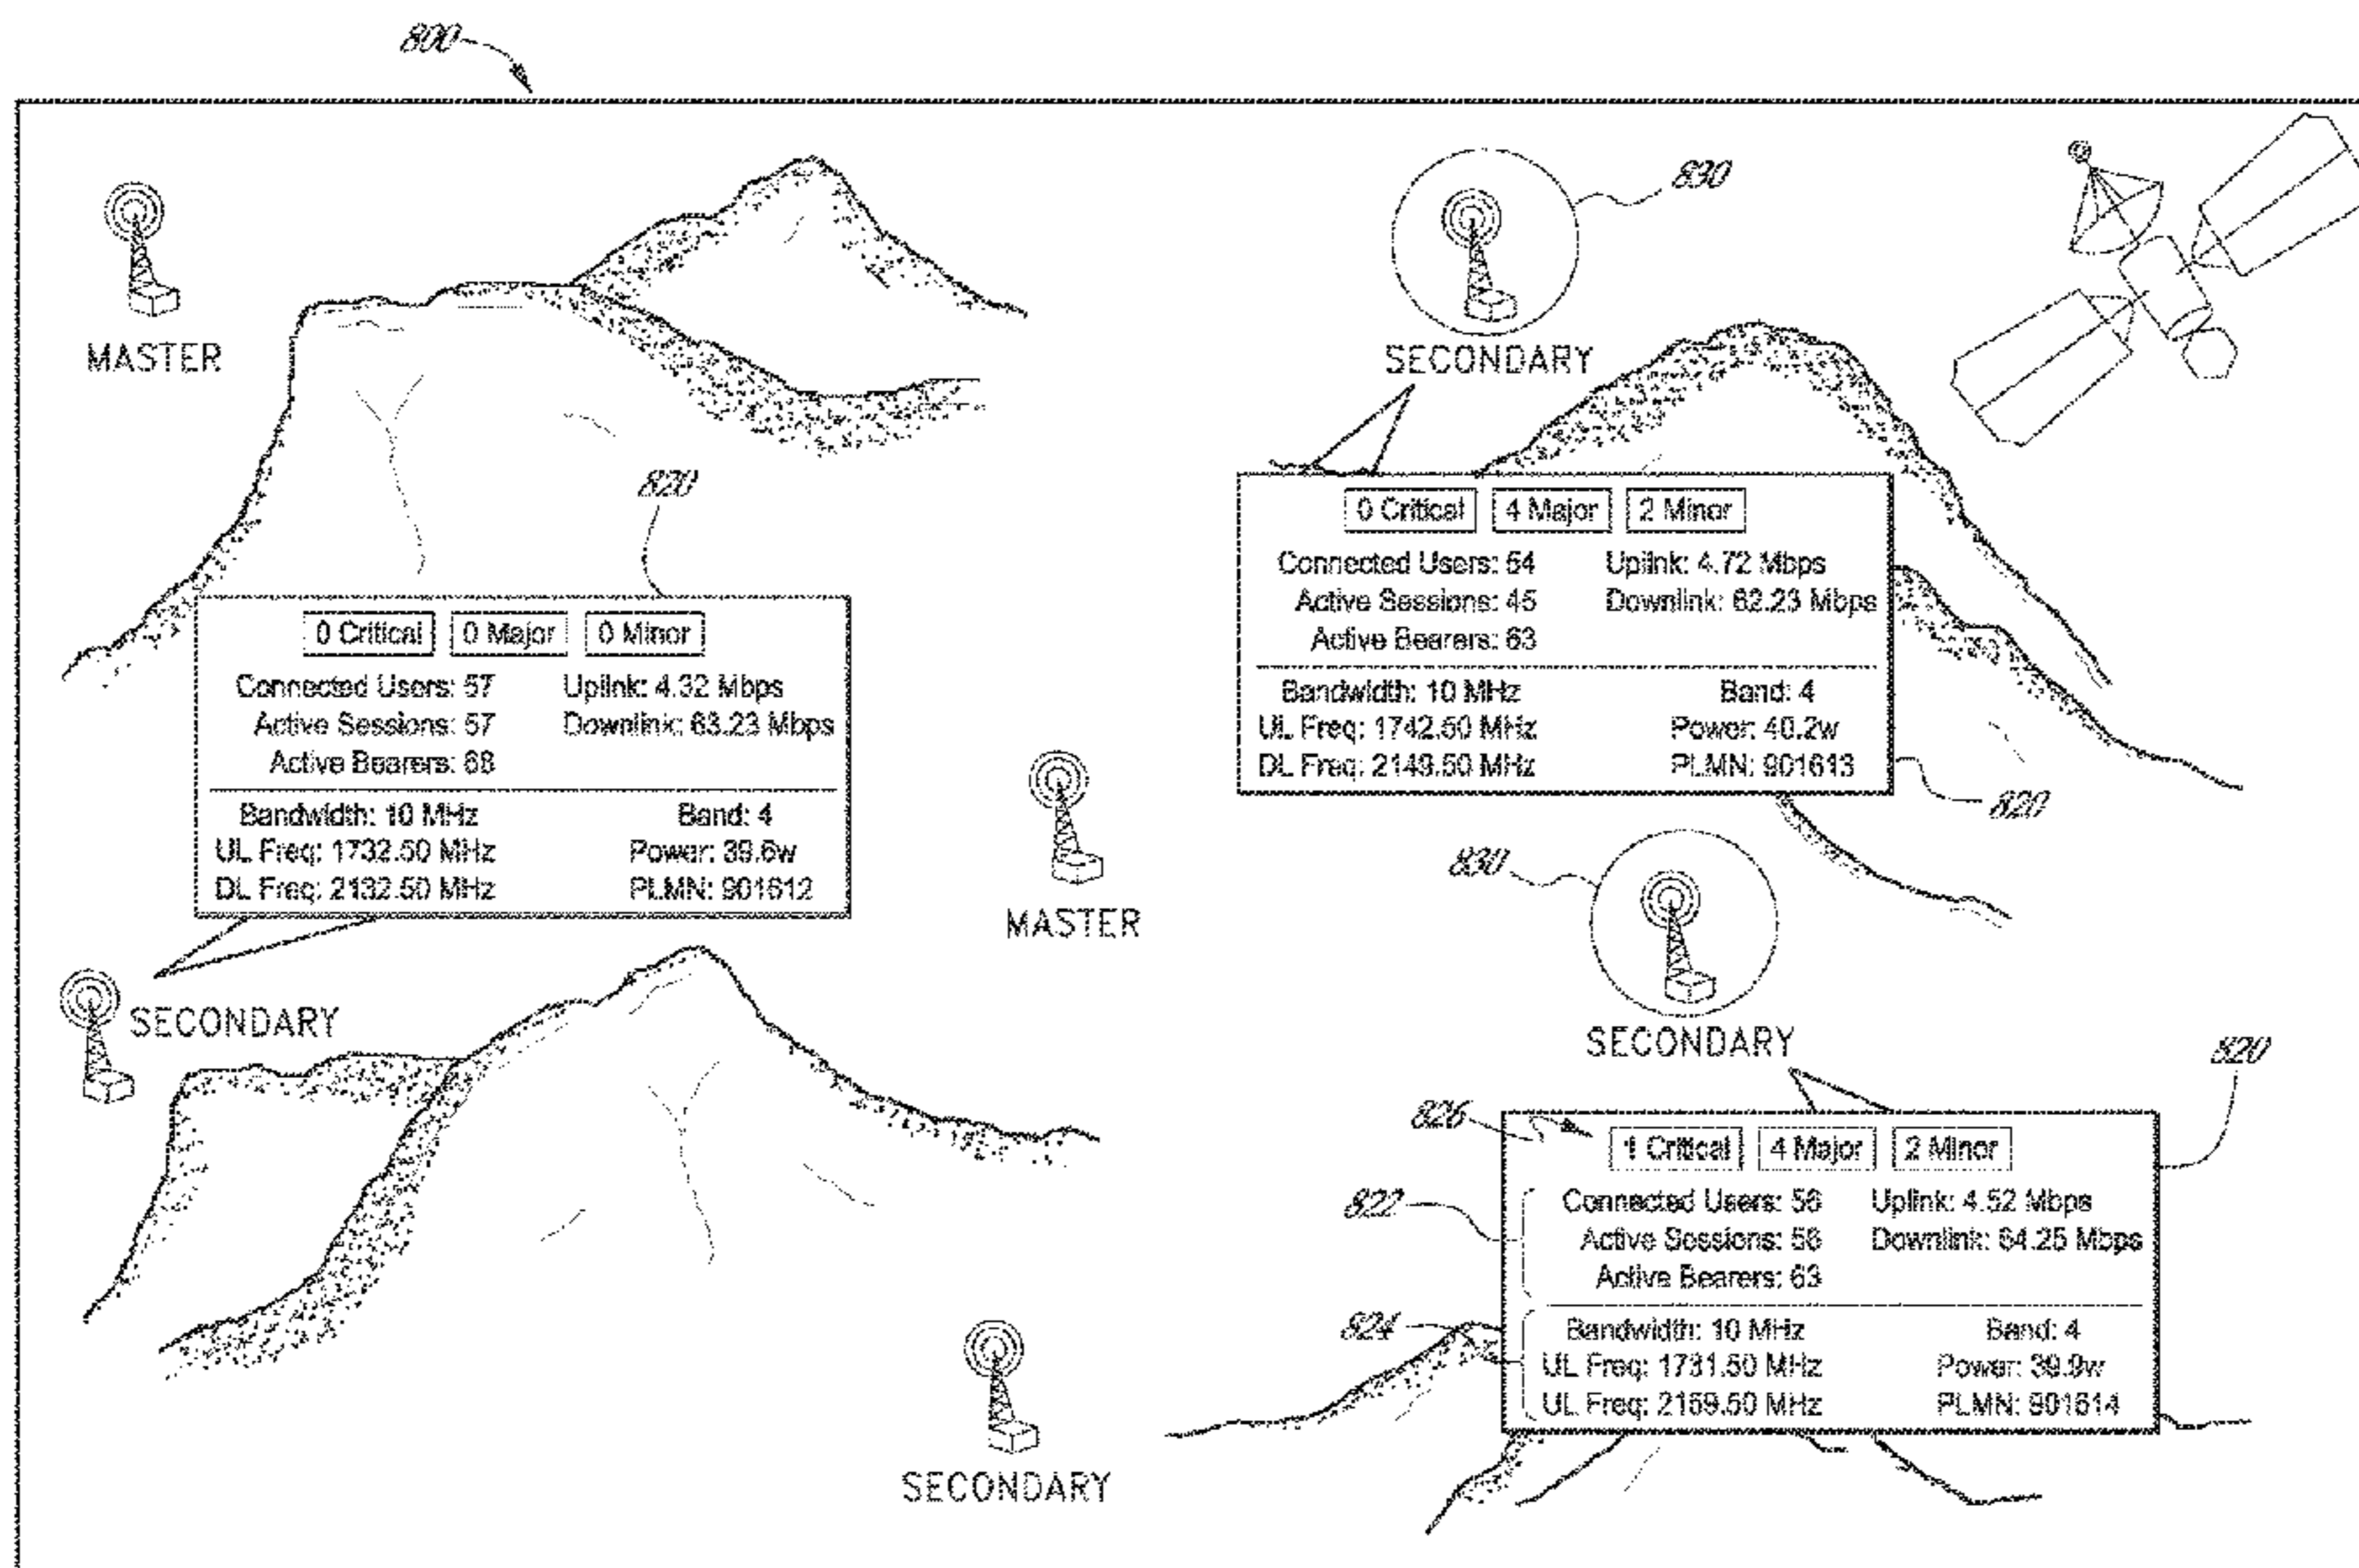 800
MASTER
830
SECONDARY
820
0 Critical 0 Major 0 Minor
Connected Users: 57 Uplink: 4.32 Mbps
Active Sessions: 57 Downlink: 63.23 Mbps
Active Bearers: 68
Bandwidth: 10 MHz Band: 4
UL Freq: 1732.50 MHz Power: 39.6w
DL Freq: 2132.50 MHz PLMN: 901612
SECONDARY
0 Critical 4 Major 2 Minor
Connected Users: 54 Uplink: 4.72 Mbps
Active Sessions: 45 Downlink: 62.23 Mbps
Active Bearers: 63
Bandwidth: 10 MHz Band: 4
UL Freq: 1742.50 MHz Power: 40.2w
DL Freq: 2149.50 MHz PLMN: 901613
820
MASTER
830
SECONDARY
820
826
1 Critical 4 Major 2 Minor
822
Connected Users: 56 Uplink: 4.52 Mbps
Active Sessions: 56 Downlink: 64.25 Mbps
Active Bearers: 63
824
Bandwidth: 10 MHz Band: 4
UL Freq: 1731.50 MHz Power: 39.9w
UL Freq: 2159.50 MHz PLMN: 901614
SECONDARY